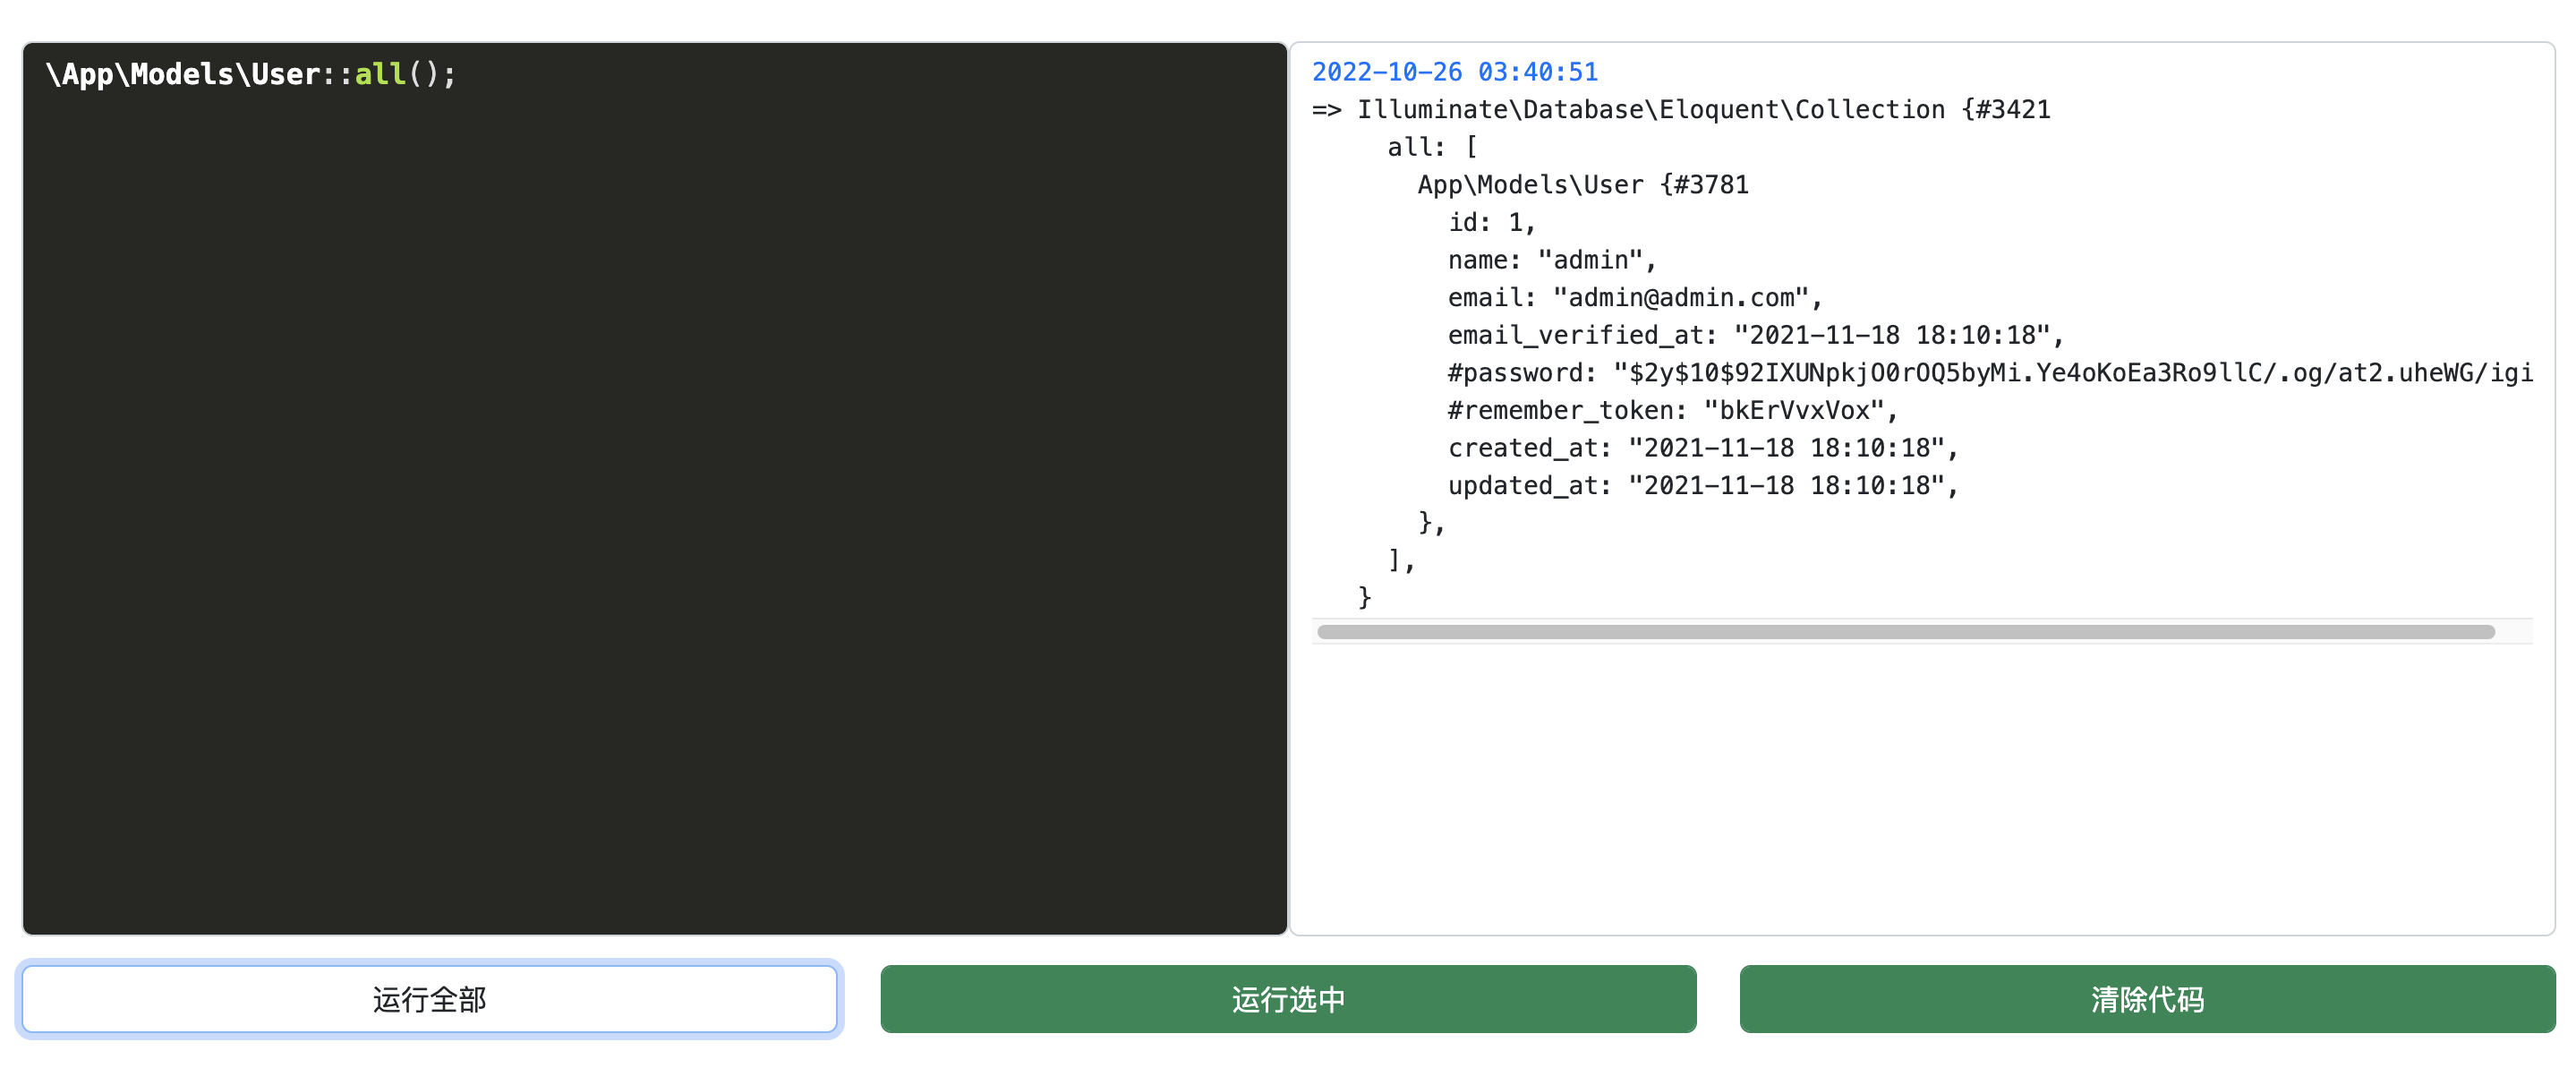 \App\Models\User::all();
2022-10-26 03:40:51
=> Illuminate\Database\Eloquent\Collection {#3421
all: [
App\Models\User {#3781
id: 1,
name: "admin",
email: "admin@admin.com",
email_verified_at: "2021-11-18 18:10:18",
#password: "$2y$10$92IXUNpkjO0rOQ5byMi.Ye4oKoEa3Ro9llC/.og/at2.uheWG/igi
#remember_token: "bkErVvxVox",
created_at: "2021-11-18 18:10:18",
updated_at: "2021-11-18 18:10:18",
},
],
}
运行全部
运行选中
清除代码